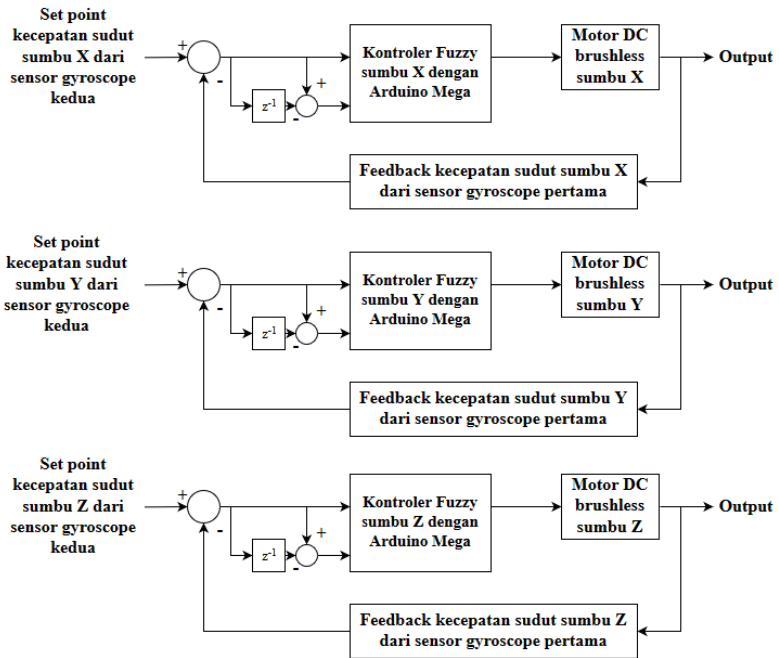 Set point
kecepatan sudut
sumbu X dari
sensor gyroscope
kedua
+
-
z-1
+
-
Kontroler Fuzzy
sumbu X dengan
Arduino Mega
Motor DC
brushless
sumbu X
Output
Feedback kecepatan sudut sumbu X
dari sensor gyroscope pertama
Set point
kecepatan sudut
sumbu Y dari
sensor gyroscope
kedua
+
-
z-1
+
-
Kontroler Fuzzy
sumbu Y dengan
Arduino Mega
Motor DC
brushless
sumbu Y
Output
Feedback kecepatan sudut sumbu Y
dari sensor gyroscope pertama
Set point
kecepatan sudut
sumbu Z dari
sensor gyroscope
kedua
+
-
z-1
+
-
Kontroler Fuzzy
sumbu Z dengan
Arduino Mega
Motor DC
brushless
sumbu Z
Output
Feedback kecepatan sudut sumbu Z
dari sensor gyroscope pertama